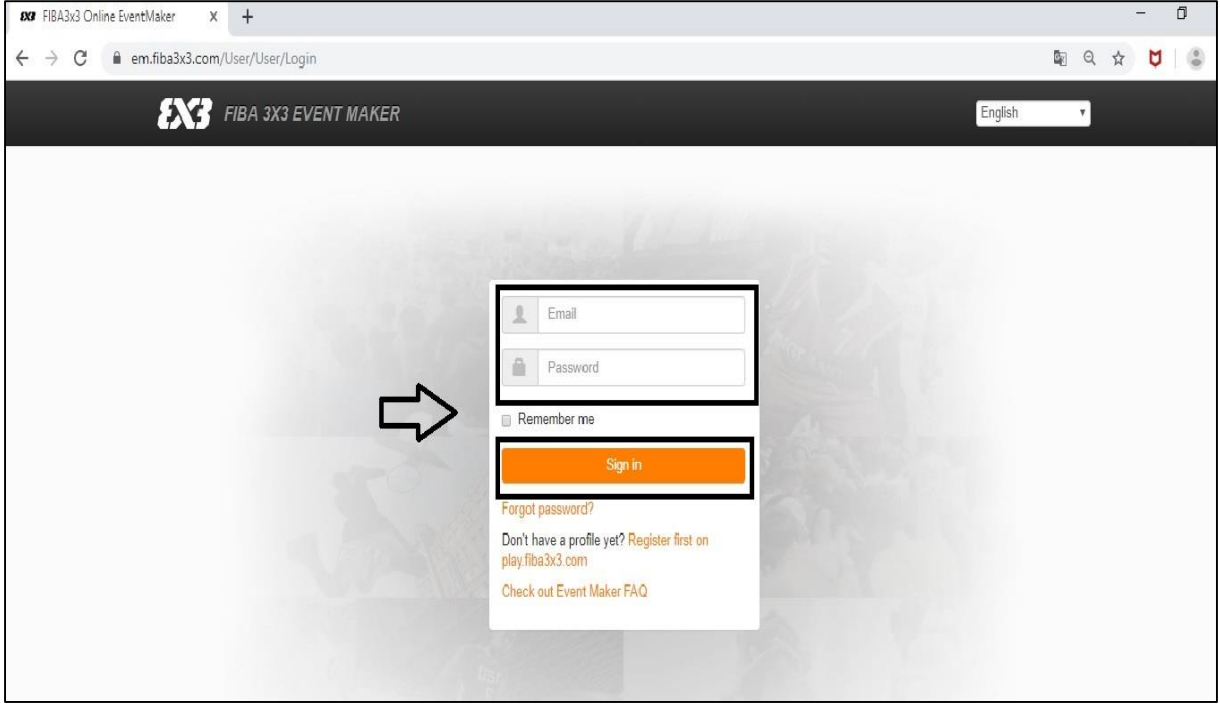 FIBA3x3 Online EventMaker
em.fiba3x3.com/User/User/Login
FIBA 3X3 EVENT MAKER
English
Email
Password
Remember me
Sign in
Forgot password?
Don't have a profile yet? Register first on
play.fiba3x3.com
Check out Event Maker FAQ